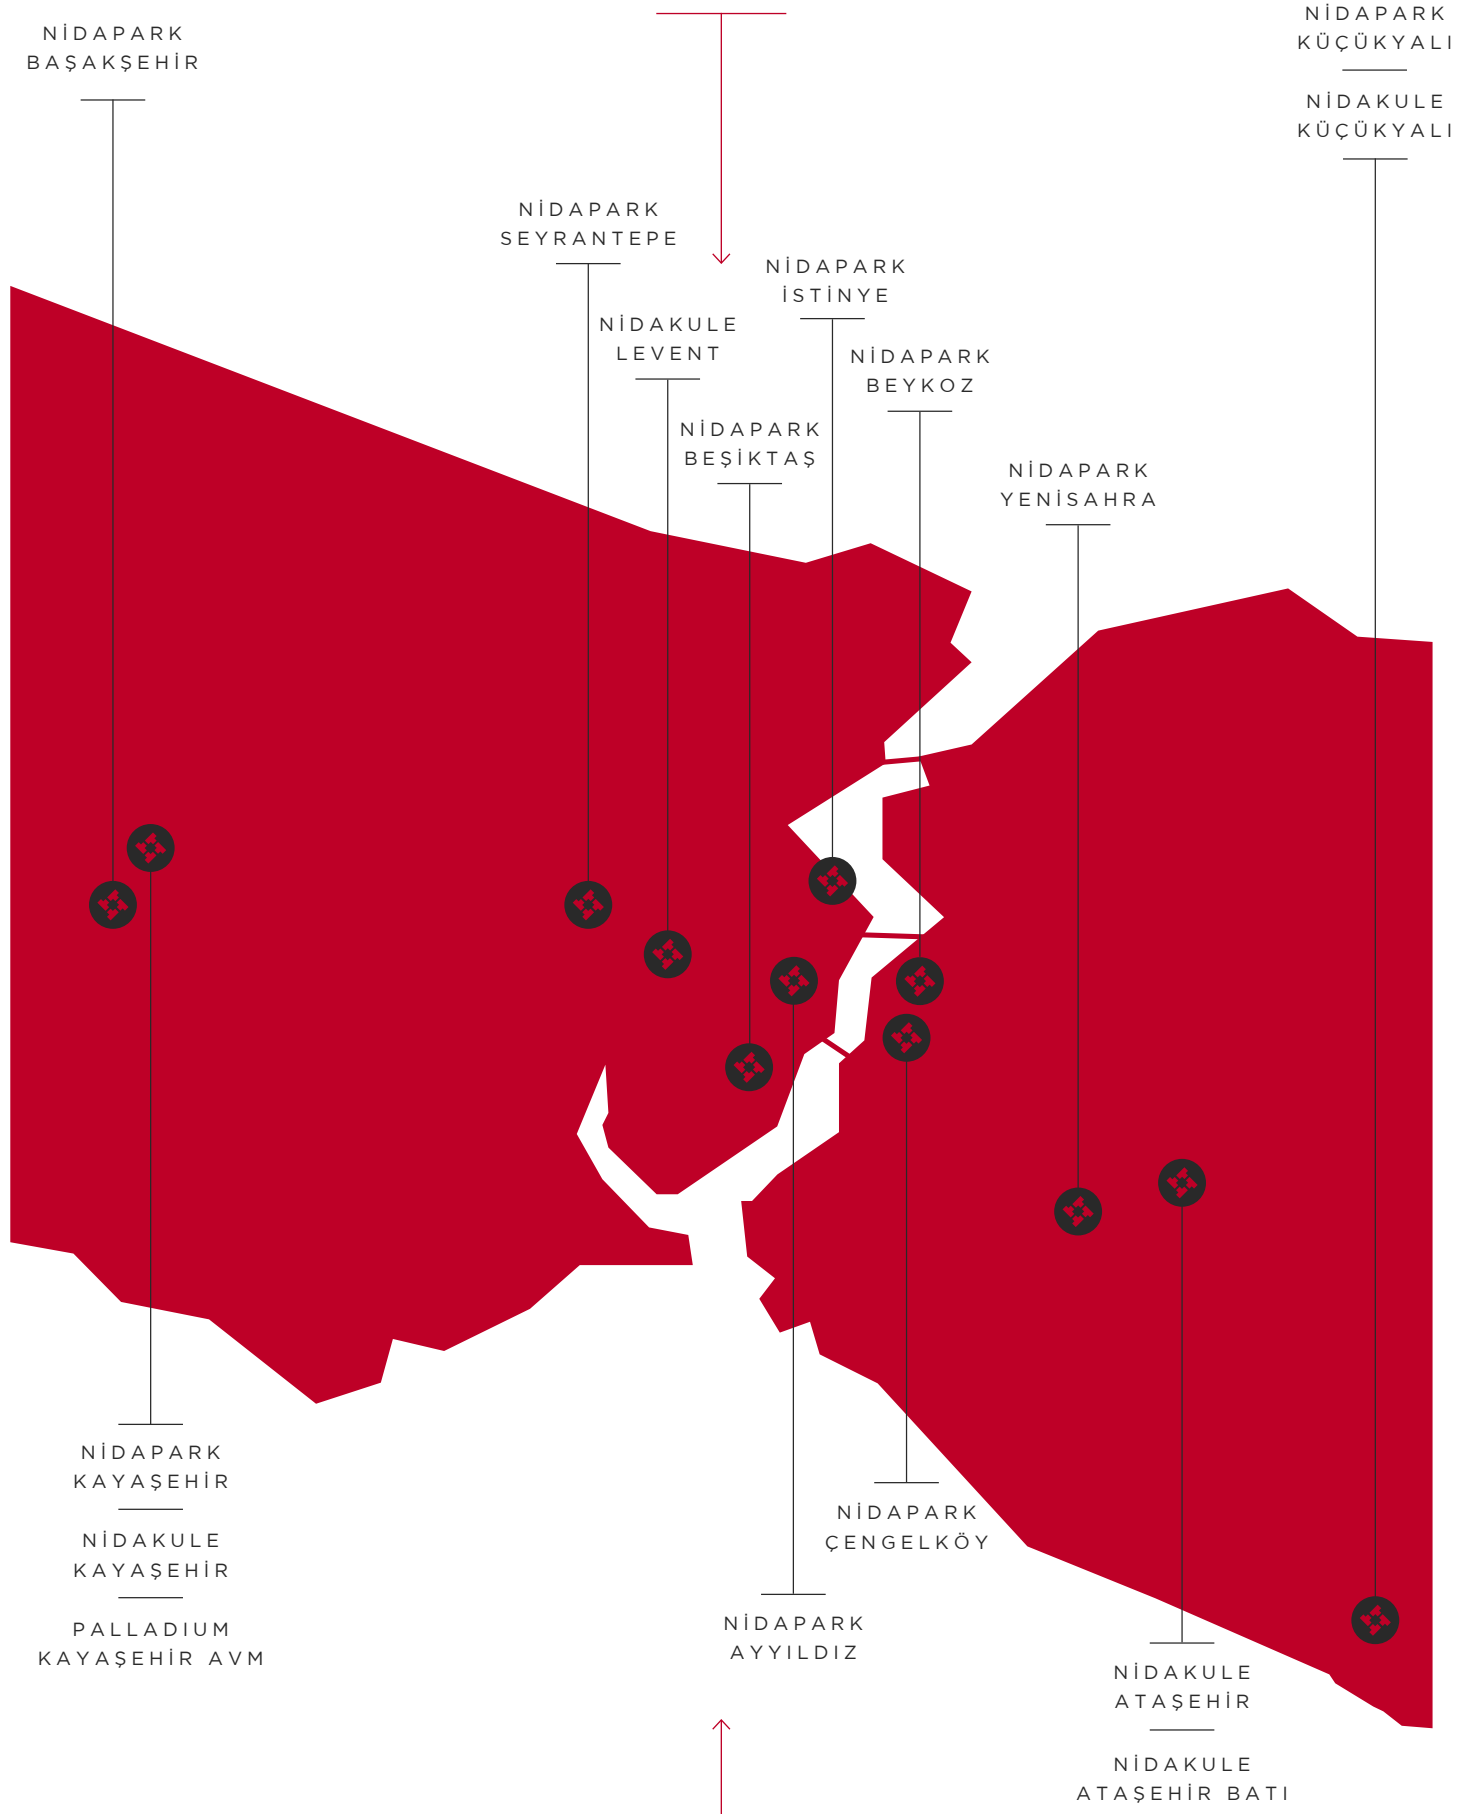 NİDAPARK
BAŞAKŞEHİR
NİDAPARK
KÜÇÜKYALI
NİDAKULE
KÜÇÜKYALI
NİDAPARK
SEYRANTEPE
NİDAPARK
İSTİNYE
NİDAKULE
LEVENT
NİDAPARK
BEYKOZ
NİDAPARK
BEŞİKTAŞ
NİDAPARK
YENİSAHRA
NİDAPARK
KAYAŞEHİR
NİDAKULE
KAYAŞEHİR
PALLADIUM
KAYAŞEHİR AVM
NİDAPARK
ÇENGELKÖY
NİDAPARK
AYYILDIZ
NİDAKULE
ATAŞEHİR
NİDAKULE
ATAŞEHİR BATI